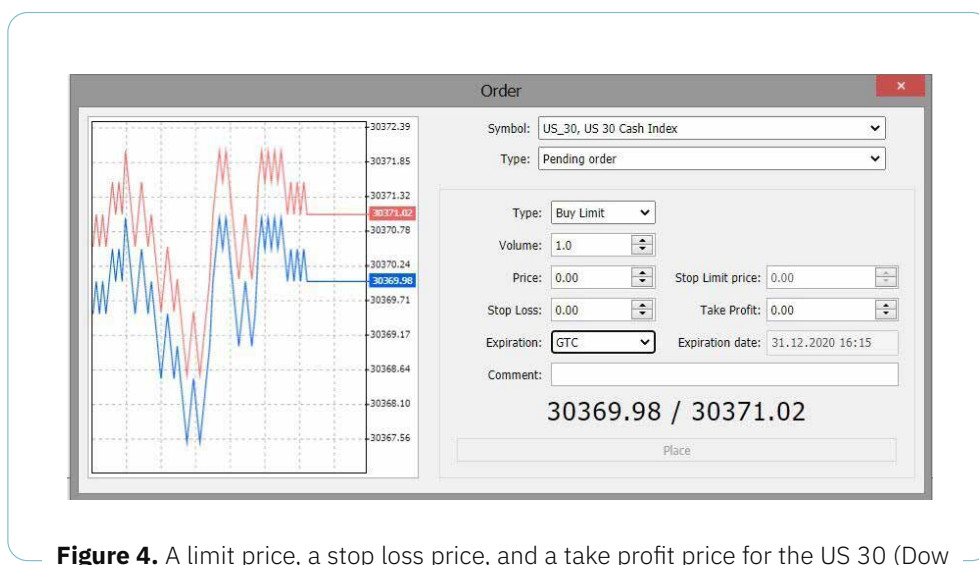 Order
×
30372.39
30371.85
30371.32
30371.02
30370.78
30370.24
30369.98
30369.71
30369.17
30368.64
30368.10
30367.56
Symbol: US_30, US 30 Cash Index
Type: Pending order
Type: Buy Limit
Volume: 1.0
Price: 0.00 Stop Limit price: 0.00
Stop Loss: 0.00 Take Profit: 0.00
Expiration: GTC Expiration date: 31.12.2020 16:15
Comment:
30369.98 / 30371.02
Place
Figure 4. A limit price, a stop loss price, and a take profit price for the US 30 (Dow